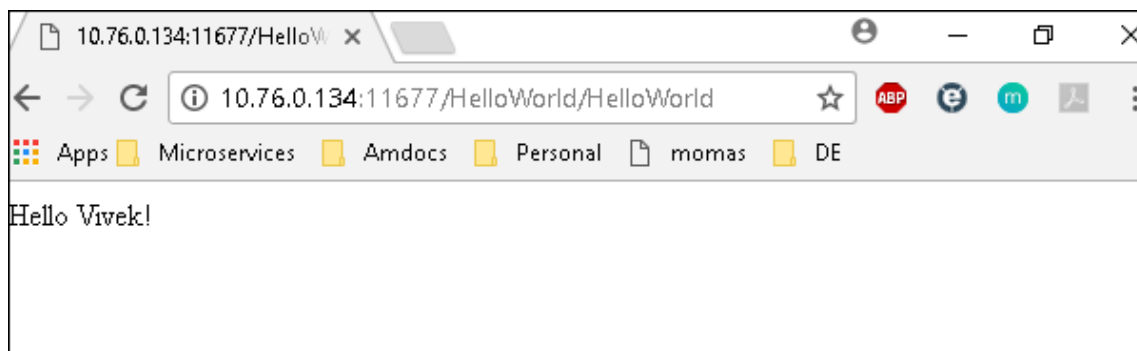 10.76.0.134:11677/HelloW
10.76.0.134:11677/HelloWorld/HelloWorld
ABP
e
m
Apps
Microservices
Amdocs
Personal
momas
DE
Hello Vivek!